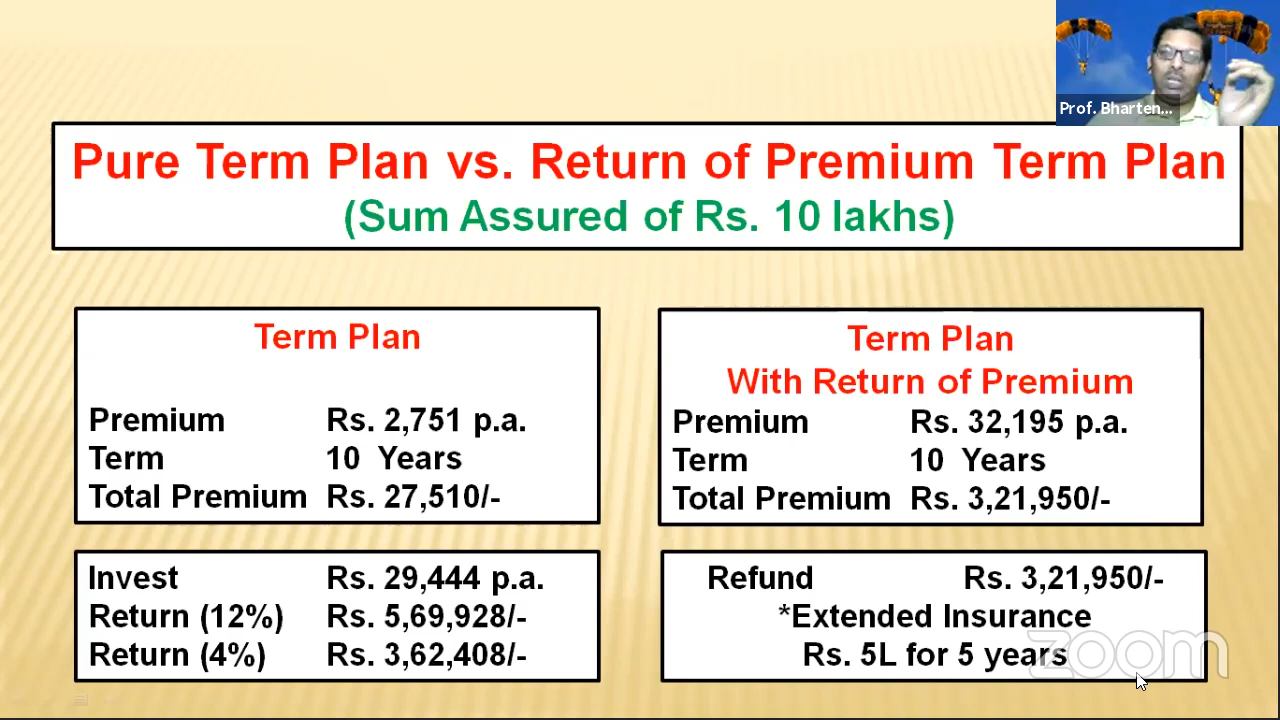 Prof. Bharten...
Pure Term Plan vs. Return of Premium Term Plan
(Sum Assured of Rs. 10 lakhs)
Term Plan
Premium Rs. 2,751 p.a.
Term 10 Years
Total Premium Rs. 27,510/-
Invest Rs. 29,444 p.a.
Return (12%) Rs. 5,69,928/-
Return (4%) Rs. 3,62,408/-
Term Plan
With Return of Premium
Premium Rs. 32,195 p.a.
Term 10 Years
Total Premium Rs. 3,21,950/-
Refund Rs. 3,21,950/-
*Extended Insurance
Rs. 5L for 5 years
zoom